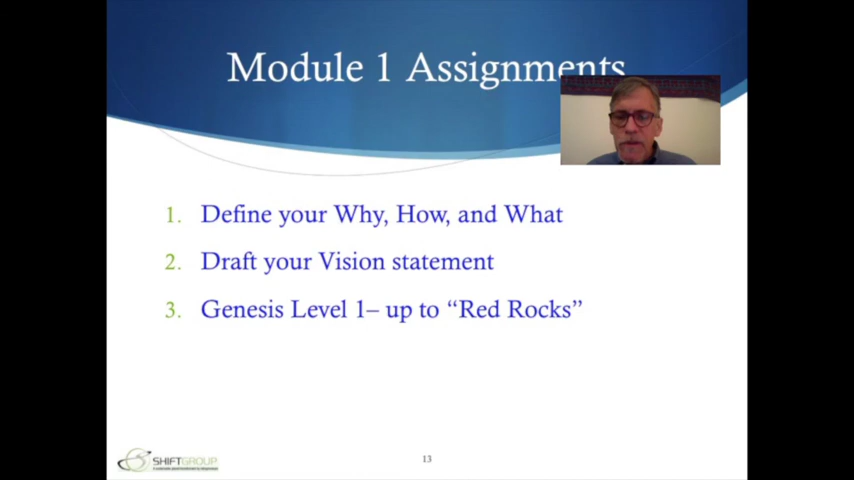 Module 1 Assignments
1. Define your Why, How, and What
2. Draft your Vision statement
3. Genesis Level 1– up to “Red Rocks”
SHIFTGROUP
13